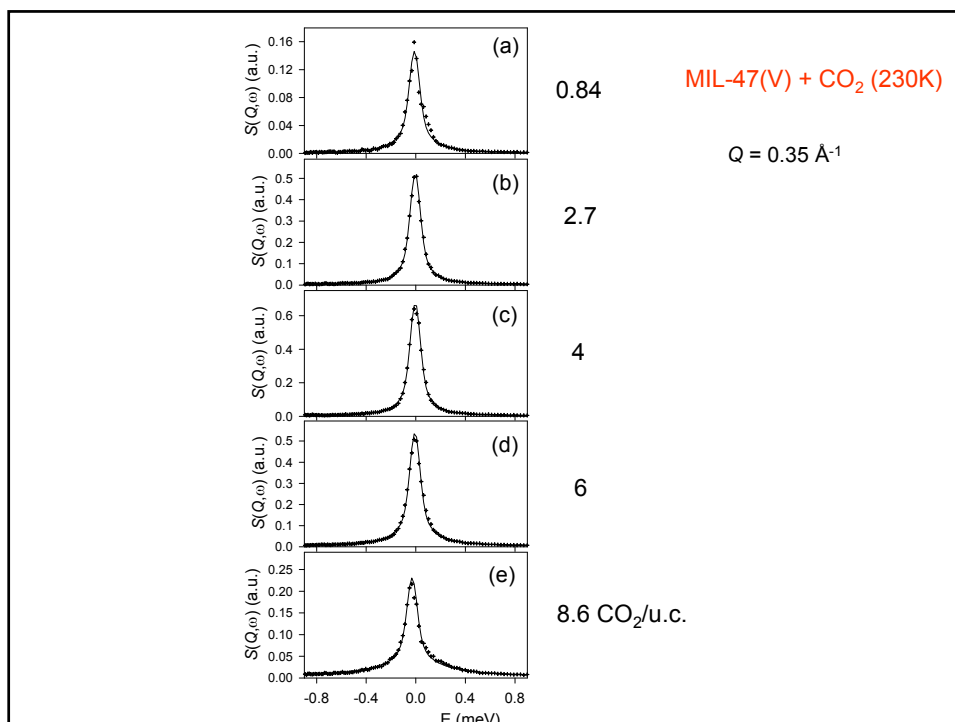 (a)
S(Q,ω) (a.u.)
0.16
0.12
0.08
0.04
0.00
0.84
MIL-47(V) + CO₂ (230K)
Q = 0.35 Å⁻¹
(b)
S(Q,ω) (a.u.)
0.5
0.4
0.3
0.2
0.1
0.0
2.7
(c)
S(Q,ω) (a.u.)
0.6
0.4
0.2
0.0
4
(d)
S(Q,ω) (a.u.)
0.5
0.4
0.3
0.2
0.1
0.0
6
(e)
S(Q,ω) (a.u.)
0.25
0.20
0.15
0.10
0.05
0.00
8.6 CO₂/u.c.
-0.8 -0.4 0.0 0.4 0.8
E (meV)